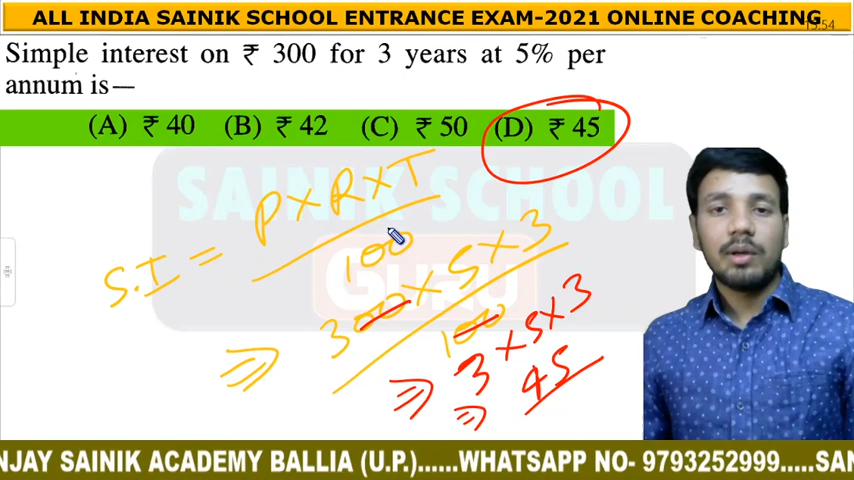 ALL INDIA SAINIK SCHOOL ENTRANCE EXAM-2021 ONLINE COACHING
Simple interest on ₹ 300 for 3 years at 5% per
annum is—
(A) ₹ 40 (B) ₹ 42 (C) ₹ 50 (D) ₹ 45
SAINIK SCHOOL
GURU
S.I = P×R×T
100
⇒ 300×5×3
100
⇒ 3×5×3
⇒ 45
NJAY SAINIK ACADEMY BALLIA (U.P.)......WHATSAPP NO- 9793252999.....SAN